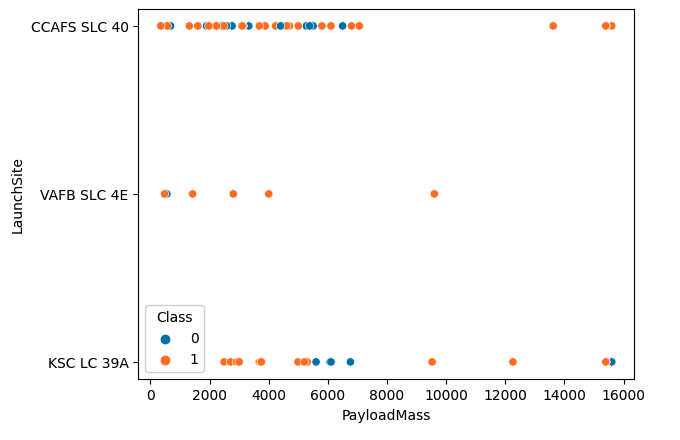 CCAFS SLC 40
VAFB SLC 4E
KSC LC 39A
LaunchSite
Class
0
1
0 2000 4000 6000 8000 10000 12000 14000 16000
PayloadMass